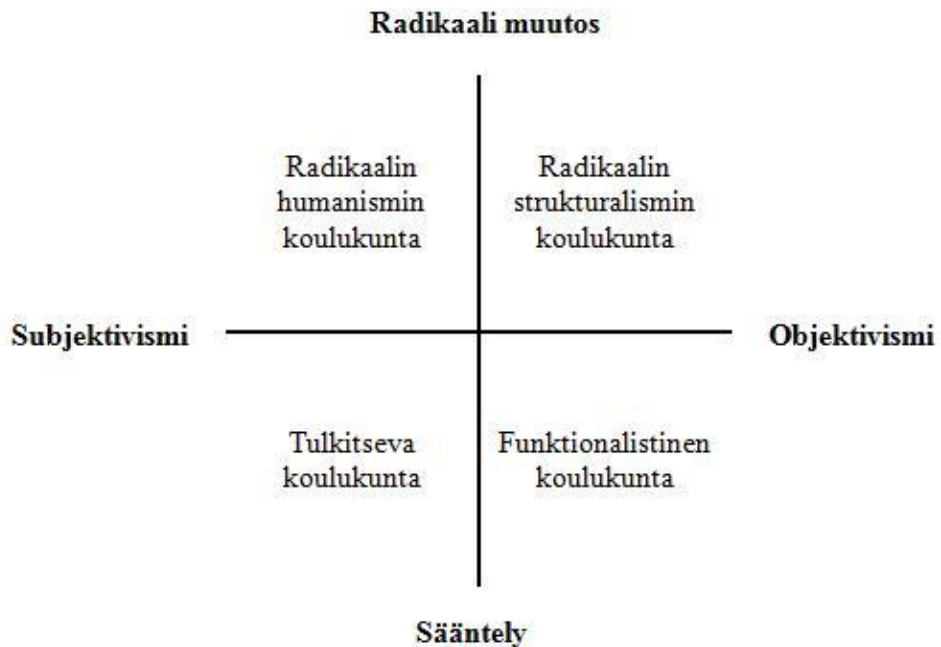 Radikaali muutos
Radikaalin
humanismin
koulukunta
Radikaalin
strukturalismin
koulukunta
Subjektivismi
Objektivismi
Tulkitseva
koulukunta
Funktionalistinen
koulukunta
Sääntely